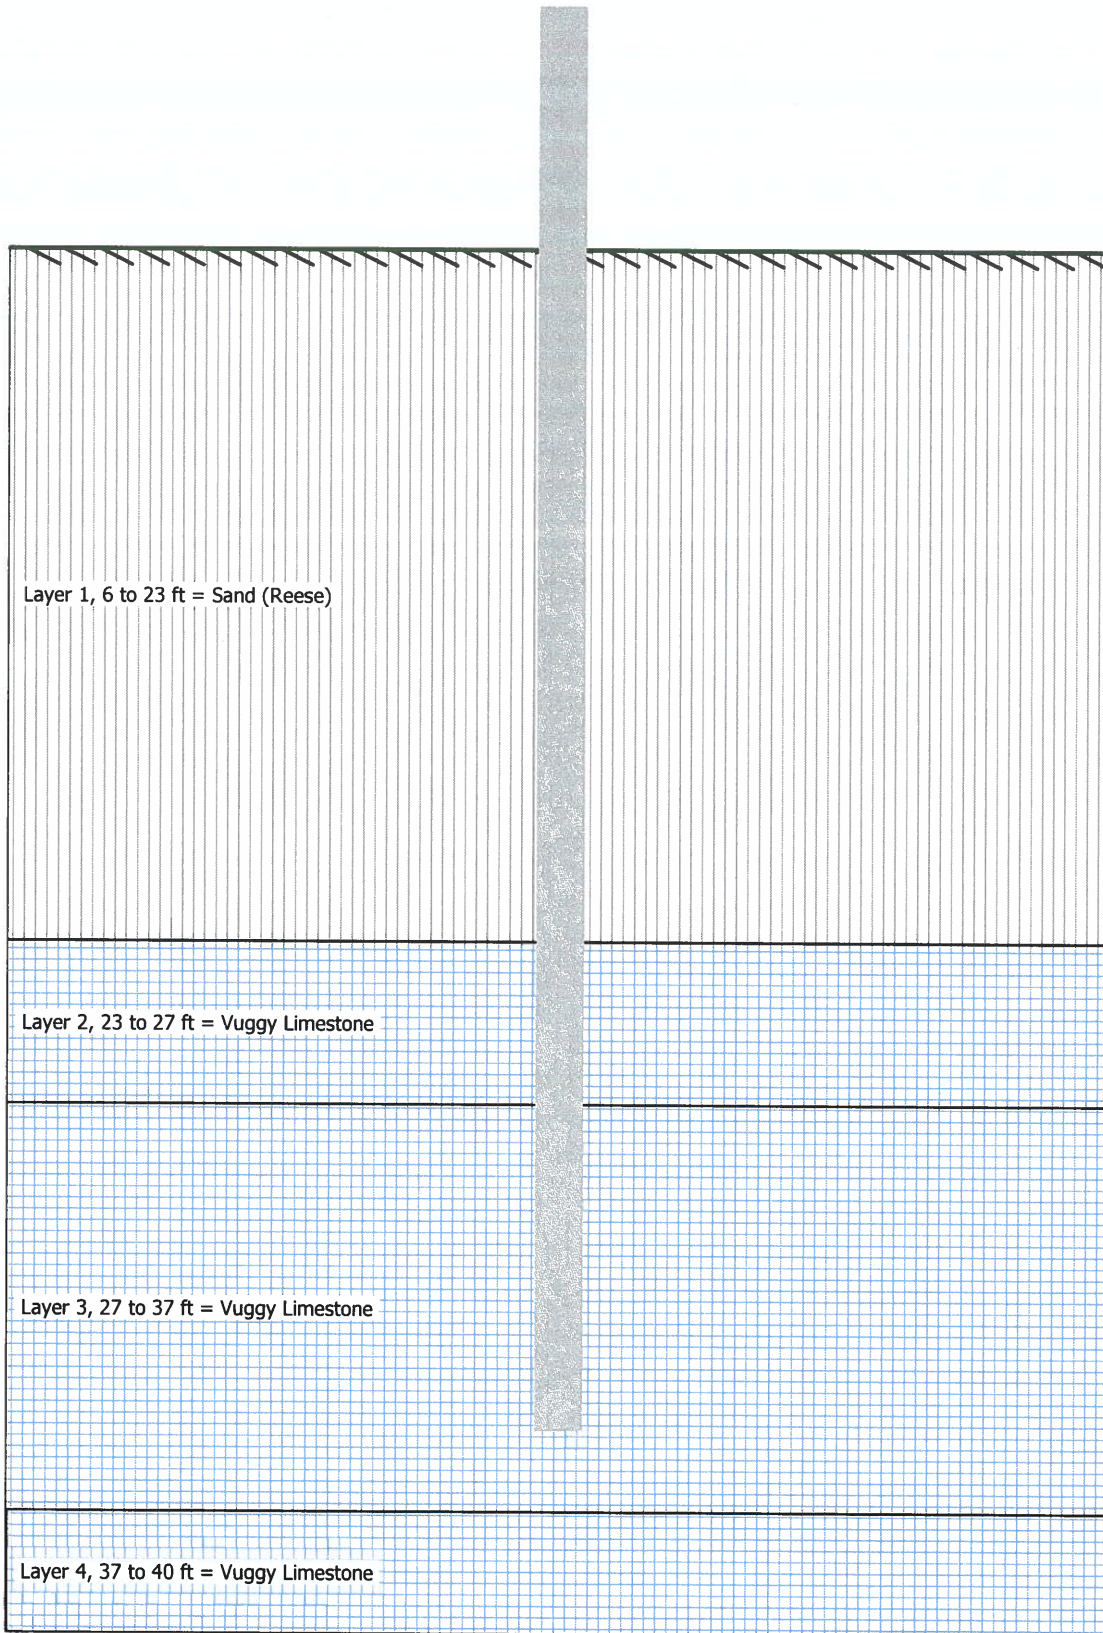 Layer 1, 6 to 23 ft = Sand (Reese)
Layer 2, 23 to 27 ft = Vuggy Limestone
Layer 3, 27 to 37 ft = Vuggy Limestone
Layer 4, 37 to 40 ft = Vuggy Limestone